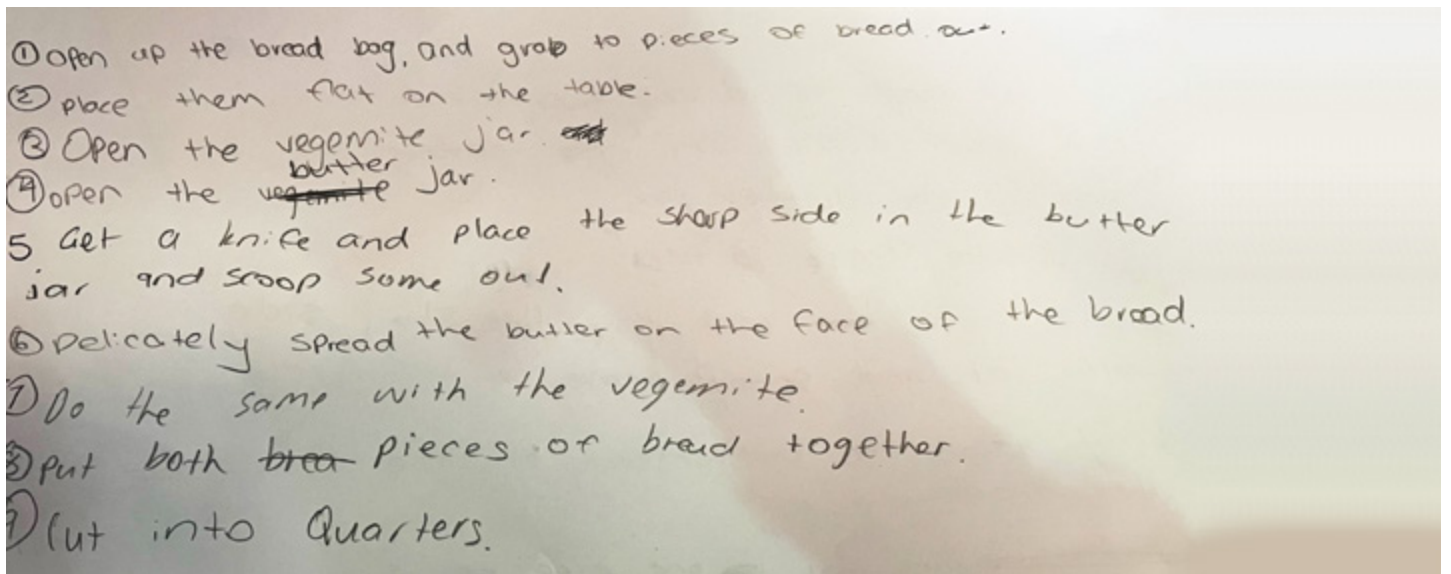 ① Open up the bread bag, and grab to pieces of bread out.
② place them flat on the table.
③ Open the vegemite jar.
④ open the butter jar.
5 Get a knife and place the sharp side in the butter
jar and scoop some out.
⑥ Delicately spread the butter on the face of the bread.
⑦ Do the same with the vegemite.
⑧ put both pieces of bread together.
⑨ Cut into Quarters.